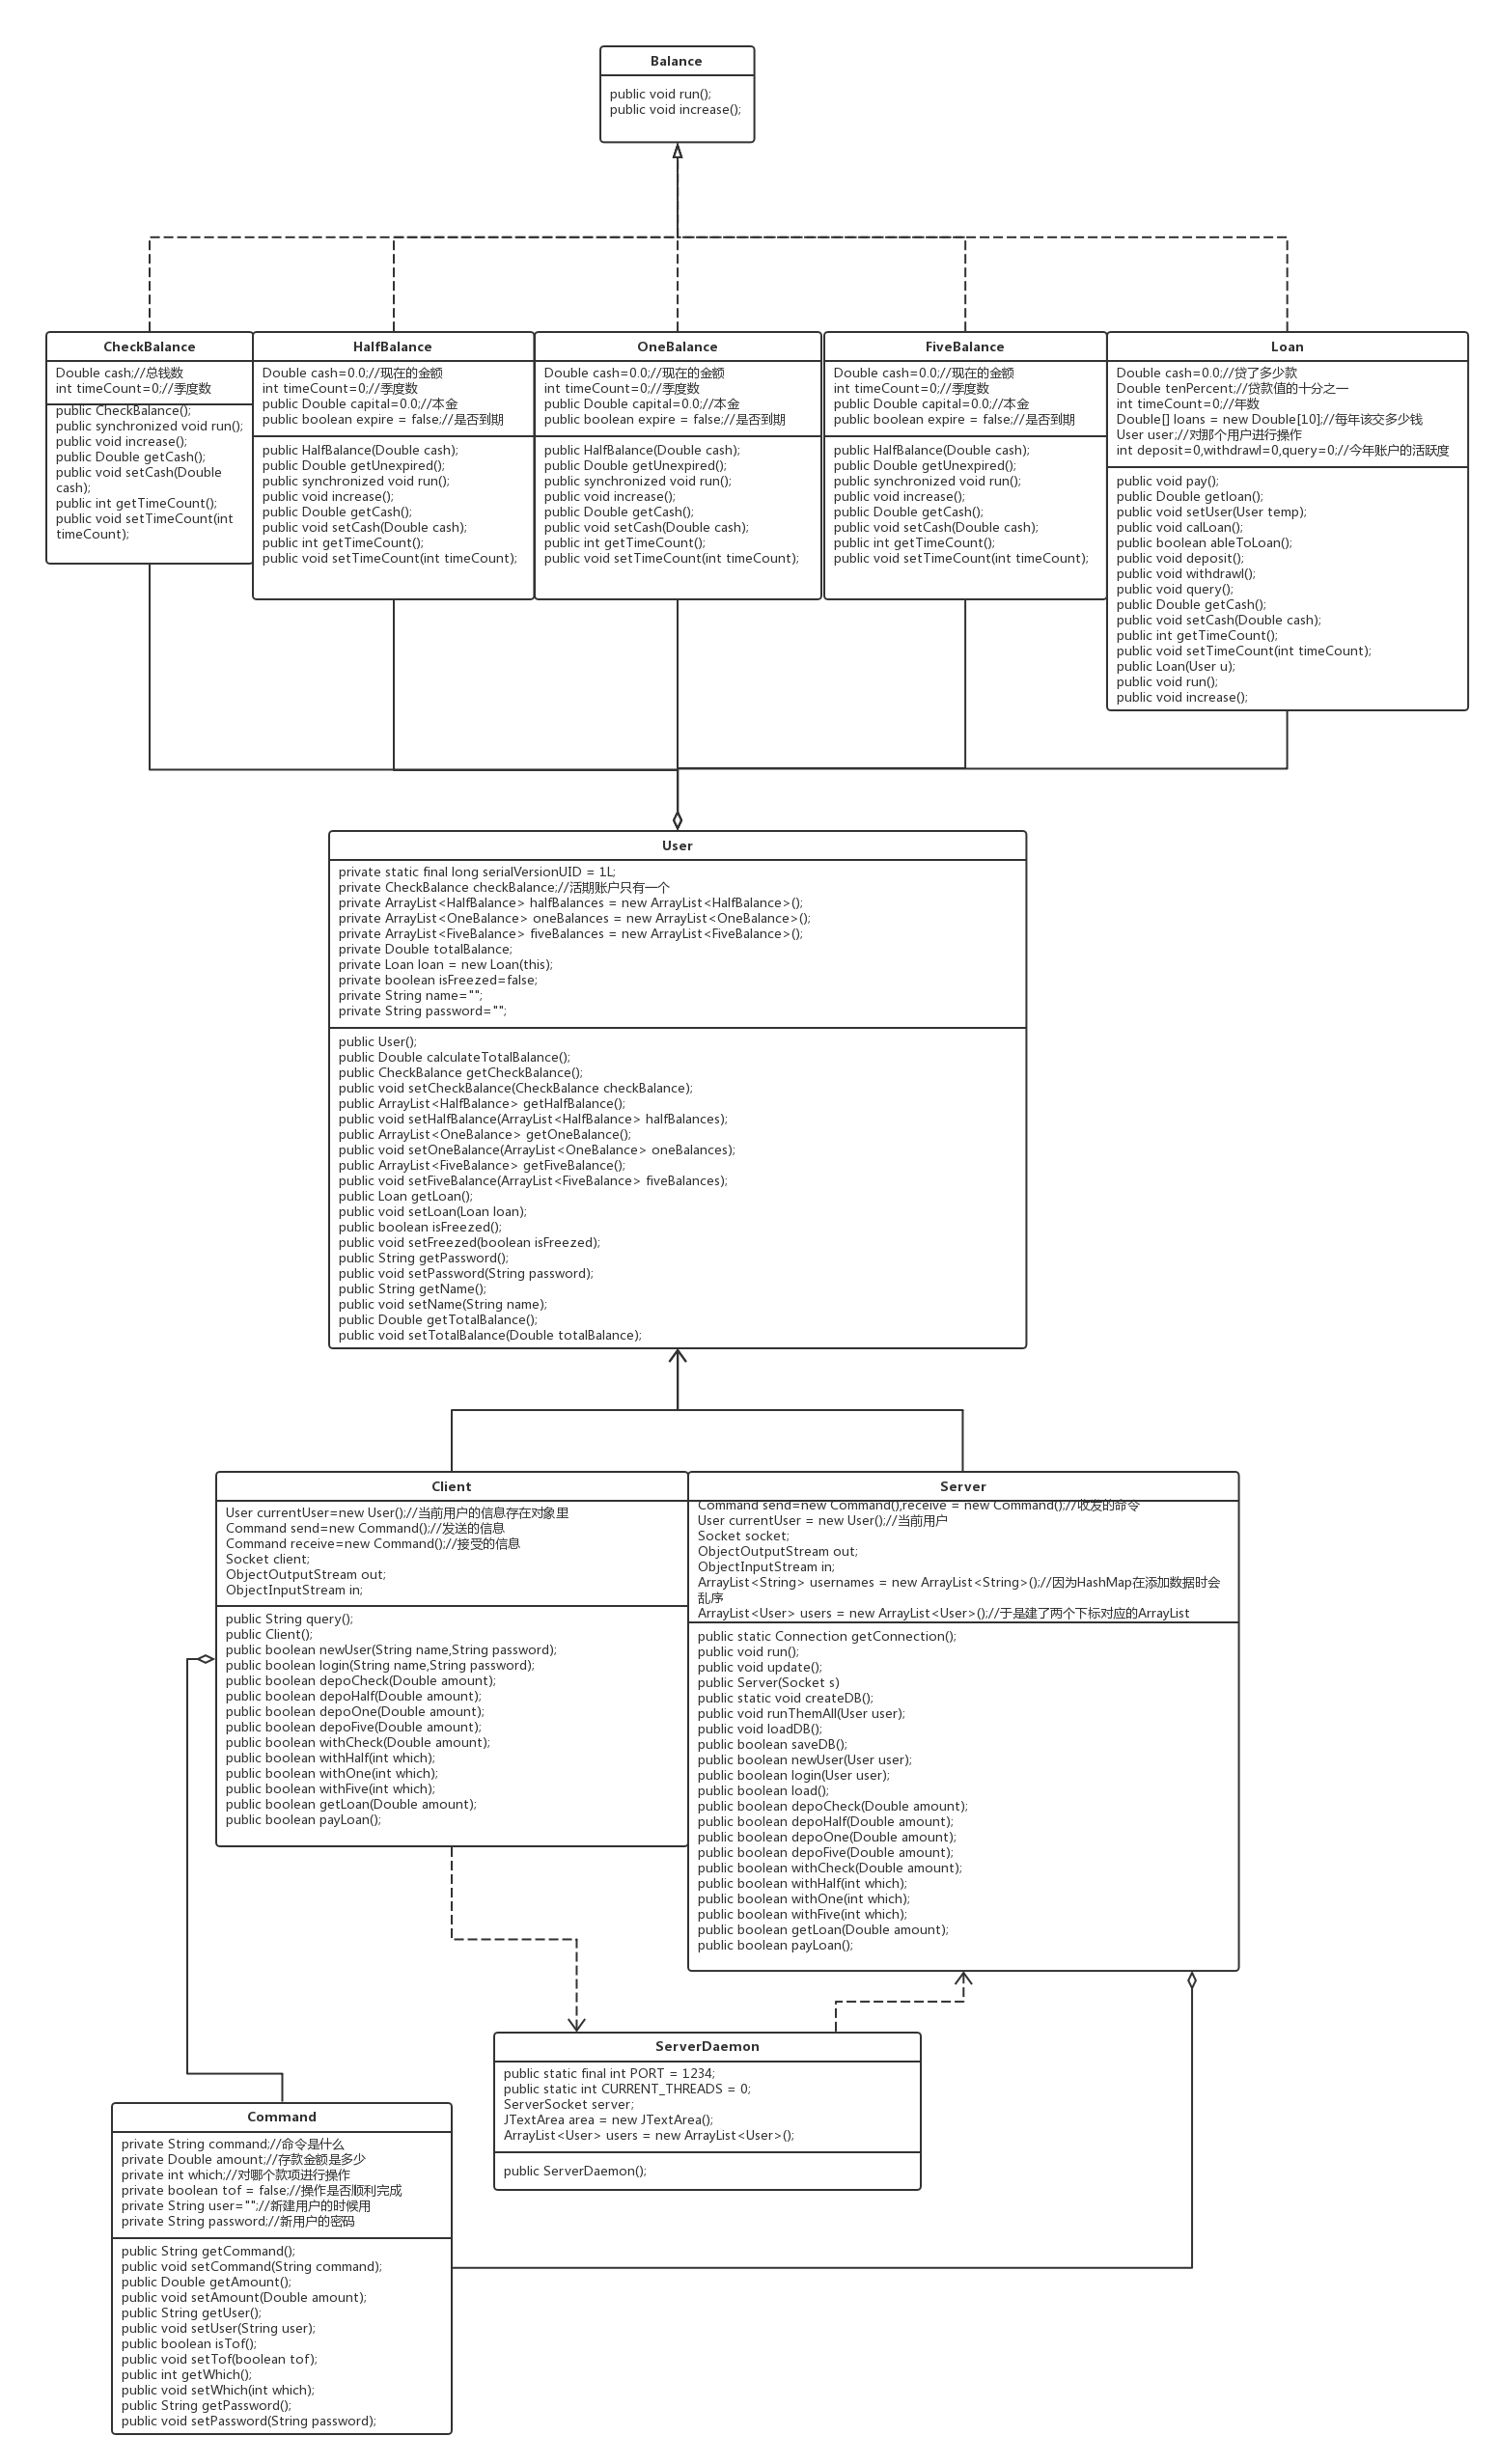 Balance
public void run();
public void increase();
CheckBalance
Double cash;//总钱数
int timeCount=0;//季度数
public CheckBalance();
public synchronized void run();
public void increase();
public Double getCash();
public void setCash(Double
cash);
public int getTimeCount();
public void setTimeCount(int
timeCount);
HalfBalance
Double cash=0.0;//现在的金额
int timeCount=0;//季度数
public Double capital=0.0;//本金
public boolean expire = false;//是否到期
public HalfBalance(Double cash);
public Double getUnexpired();
public synchronized void run();
public void increase();
public Double getCash();
public void setCash(Double cash);
public int getTimeCount();
public void setTimeCount(int timeCount);
OneBalance
Double cash=0.0;//现在的金额
int timeCount=0;//季度数
public Double capital=0.0;//本金
public boolean expire = false;//是否到期
public HalfBalance(Double cash);
public Double getUnexpired();
public synchronized void run();
public void increase();
public Double getCash();
public void setCash(Double cash);
public int getTimeCount();
public void setTimeCount(int timeCount);
FiveBalance
Double cash=0.0;//现在的金额
int timeCount=0;//季度数
public Double capital=0.0;//本金
public boolean expire = false;//是否到期
public HalfBalance(Double cash);
public Double getUnexpired();
public synchronized void run();
public void increase();
public Double getCash();
public void setCash(Double cash);
public int getTimeCount();
public void setTimeCount(int timeCount);
Loan
Double cash=0.0;//贷了多少款
Double tenPercent;//贷款值的十分之一
int timeCount=0;//年数
Double[] loans = new Double[10];//每年该交多少钱
User user;//对那个用户进行操作
int deposit=0,withdrawl=0,query=0;//今年账户的活跃度
public void pay();
public Double getloan();
public void setUser(User temp);
public void calLoan();
public boolean ableToLoan();
public void deposit();
public void withdrawl();
public void query();
public Double getCash();
public void setCash(Double cash);
public int getTimeCount();
public void setTimeCount(int timeCount);
public Loan(User u);
public void run();
public void increase();
User
private static final long serialVersionUID = 1L;
private CheckBalance checkBalance;//活期账户只有一个
private ArrayList<HalfBalance> halfBalances = new ArrayList<HalfBalance>();
private ArrayList<OneBalance> oneBalances = new ArrayList<OneBalance>();
private ArrayList<FiveBalance> fiveBalances = new ArrayList<FiveBalance>();
private Double totalBalance;
private Loan loan = new Loan(this);
private boolean isFreezed=false;
private String name="";
private String password="";
public User();
public Double calculateTotalBalance();
public CheckBalance getCheckBalance();
public void setCheckBalance(CheckBalance checkBalance);
public ArrayList<HalfBalance> getHalfBalance();
public void setHalfBalance(ArrayList<HalfBalance> halfBalances);
public ArrayList<OneBalance> getOneBalance();
public void setOneBalance(ArrayList<OneBalance> oneBalances);
public ArrayList<FiveBalance> getFiveBalance();
public void setFiveBalance(ArrayList<FiveBalance> fiveBalances);
public Loan getLoan();
public void setLoan(Loan loan);
public boolean isFreezed();
public void setFreezed(boolean isFreezed);
public String getPassword();
public void setPassword(String password);
public String getName();
public void setName(String name);
public Double getTotalBalance();
public void setTotalBalance(Double totalBalance);
Client
User currentUser=new User();//当前用户的信息存在对象里
Command send=new Command();//发送的信息
Command receive=new Command();//接受的信息
Socket client;
ObjectOutputStream out;
ObjectInputStream in;
public String query();
public Client();
public boolean newUser(String name,String password);
public boolean login(String name,String password);
public boolean depoCheck(Double amount);
public boolean depoHalf(Double amount);
public boolean depoOne(Double amount);
public boolean depoFive(Double amount);
public boolean withCheck(Double amount);
public boolean withHalf(int which);
public boolean withOne(int which);
public boolean withFive(int which);
public boolean getLoan(Double amount);
public boolean payLoan();
Server
Command send=new Command(),receive = new Command();//收发的命令
User currentUser = new User();//当前用户
Socket socket;
ObjectOutputStream out;
ObjectInputStream in;
ArrayList<String> usernames = new ArrayList<String>();//因为HashMap在添加数据时会
乱序
ArrayList<User> users = new ArrayList<User>();//于是建了两个下标对应的ArrayList
public static Connection getConnection();
public void run();
public void update();
public Server(Socket s)
public static void createDB();
public void runThemAll(User user);
public void loadDB();
public boolean saveDB();
public boolean newUser(User user);
public boolean login(User user);
public boolean load();
public boolean depoCheck(Double amount);
public boolean depoHalf(Double amount);
public boolean depoOne(Double amount);
public boolean depoFive(Double amount);
public boolean withCheck(Double amount);
public boolean withHalf(int which);
public boolean withOne(int which);
public boolean withFive(int which);
public boolean getLoan(Double amount);
public boolean payLoan();
ServerDaemon
public static final int PORT = 1234;
public static int CURRENT_THREADS = 0;
ServerSocket server;
JTextArea area = new JTextArea();
ArrayList<User> users = new ArrayList<User>();
public ServerDaemon();
Command
private String command;//命令是什么
private Double amount;//存款金额是多少
private int which;//对哪个款项进行操作
private boolean tof = false;//操作是否顺利完成
private String user="";//新建用户的时候用
private String password;//新用户的密码
public String getCommand();
public void setCommand(String command);
public Double getAmount();
public void setAmount(Double amount);
public String getUser();
public void setUser(String user);
public boolean isTof();
public void setTof(boolean tof);
public int getWhich();
public void setWhich(int which);
public String getPassword();
public void setPassword(String password);